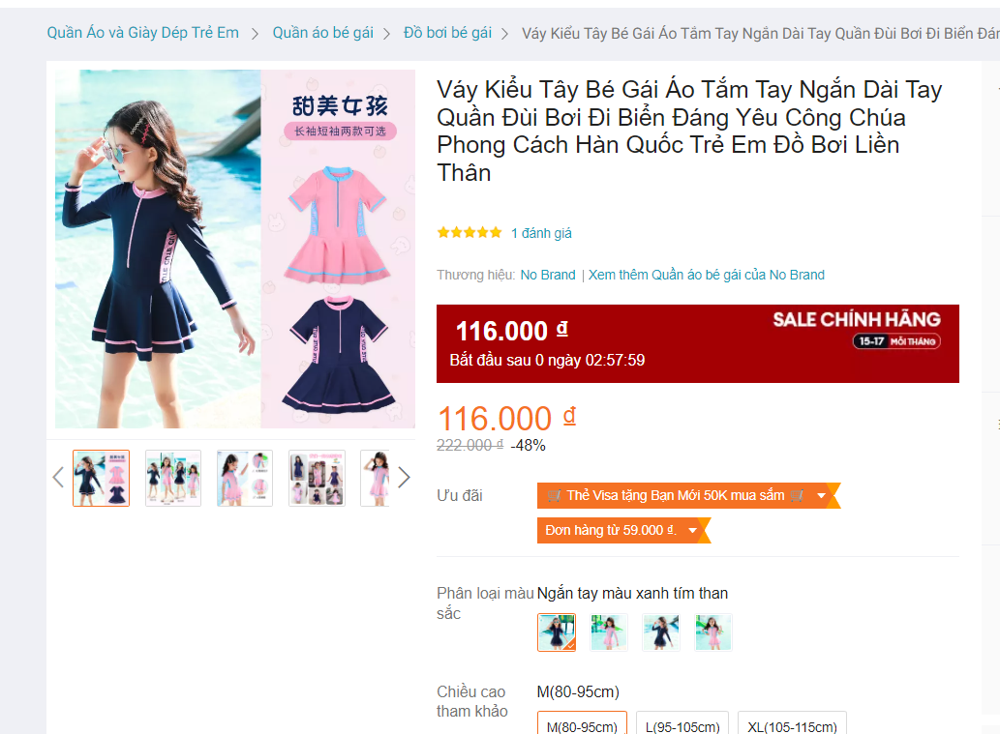 Quần Áo và Giày Dép Trẻ Em > Quần áo bé gái > Đồ bơi bé gái > Váy Kiểu Tây Bé Gái Áo Tắm Tay Ngắn Dài Tay Quần Đùi Bơi Đi Biển
甜美女孩
长袖短袖两款可选
Váy Kiểu Tây Bé Gái Áo Tắm Tay Ngắn Dài Tay
Quần Đùi Bơi Đi Biển Đáng Yêu Công Chúa
Phong Cách Hàn Quốc Trẻ Em Đồ Bơi Liền
Thân
1 đánh giá
Thương hiệu: No Brand | Xem thêm Quần áo bé gái của No Brand
116.000 ₫
SALE CHÍNH HÃNG
15-17 MỖI THÁNG
Bắt đầu sau 0 ngày 02:57:59
116.000 ₫
222.000 ₫ -48%
Ưu đãi
Thẻ Visa tặng Bạn Mới 50K mua sắm
Đơn hàng từ 59.000 ₫.
Phân loại màu sắc
Ngắn tay màu xanh tím than
Chiều cao
tham khảo
M(80-95cm)
M(80-95cm) L(95-105cm) XL(105-115cm)